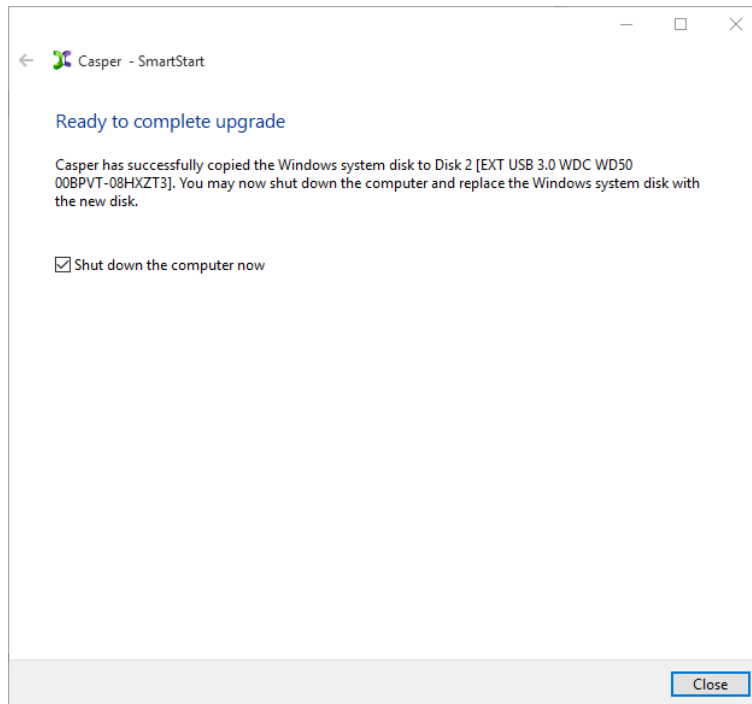 Casper - SmartStart
Ready to complete upgrade
Casper has successfully copied the Windows system disk to Disk 2 [EXT USB 3.0 WDC WD50
00BPVT-08HXZT3]. You may now shut down the computer and replace the Windows system disk with
the new disk.
Shut down the computer now
Close